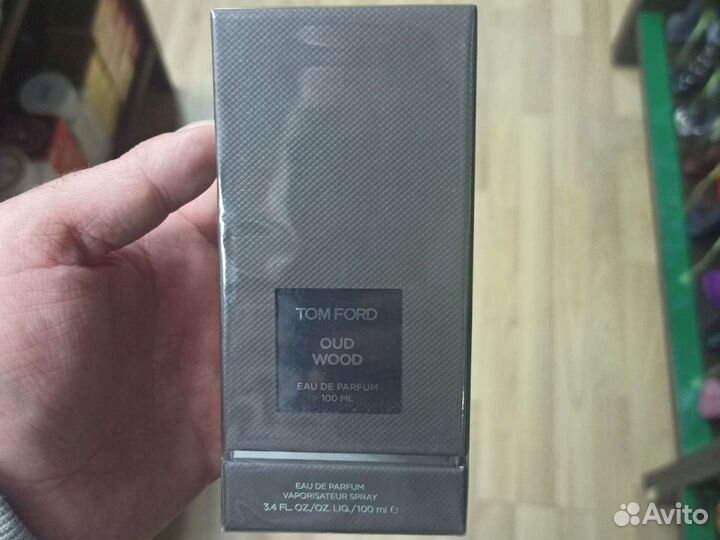 TOM FORD
OUD
WOOD
EAU DE PARFUM
100 ML
EAU DE PARFUM
VAPORISATEUR SPRAY
3.4 FL. OZ./OZ. LIQ./100 ml ℮
Avito